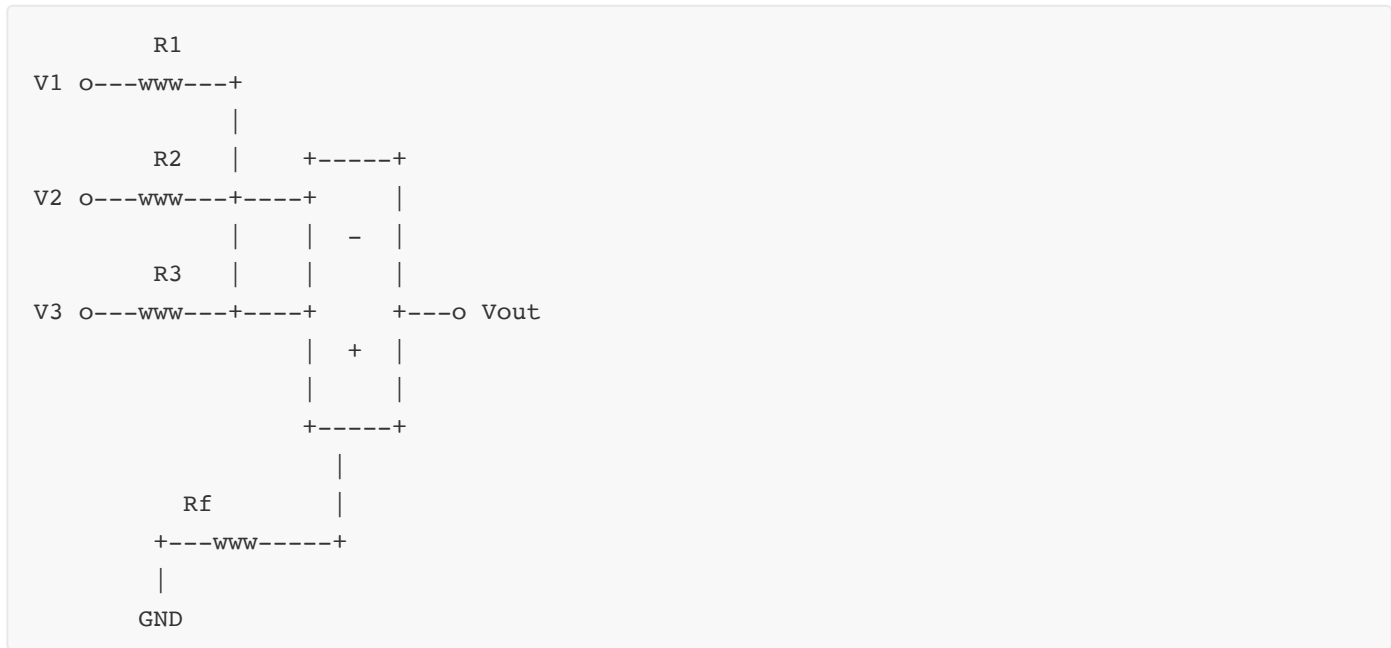 R1
V1 o---www---+
             |
        R2   |    +-----+
V2 o---www---+----+     |
             |    |  -  |
        R3   |    |     |
V3 o---www---+----+     +---o Vout
                  |  +  |
                  |     |
                  +-----+
                    |
          Rf        |
        +---www-----+
        |
       GND